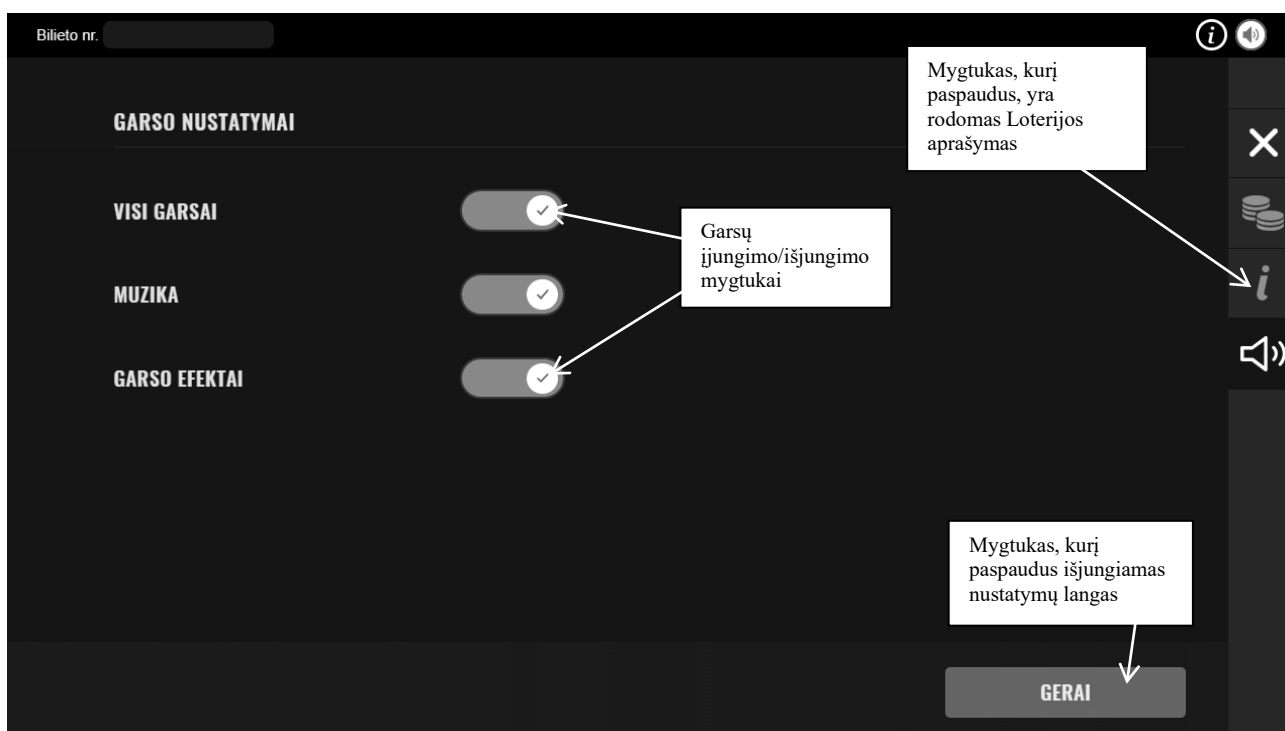 Bilieto nr.
Mygtukas, kurį
paspaudus, yra
rodomas Loterijos
aprašymas
GARSO NUSTATYMAI
VISI GARSAI
Garsų
įjungimo/išjungimo
mygtukai
MUZIKA
GARSO EFEKTAI
Mygtukas, kurį
paspaudus išjungiamas
nustatymų langas
GERAI